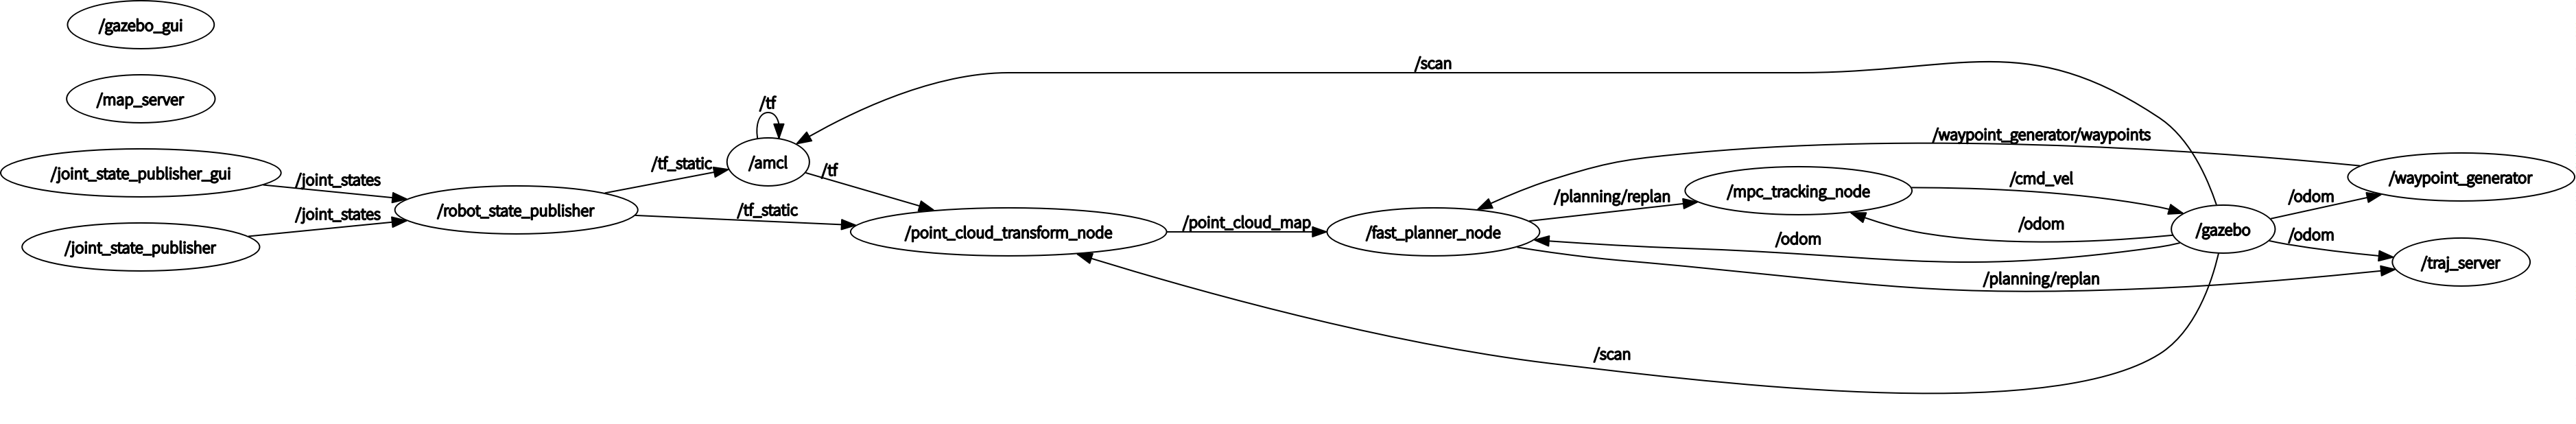 /gazebo_gui
/scan
/map_server
/tf
/waypoint_generator/waypoints
/joint_state_publisher_gui
/joint_states
/tf_static
/amcl
/tf
/planning/replan
/mpc_tracking_node
/cmd_vel
/odom
/waypoint_generator
/joint_states
/robot_state_publisher
/tf_static
/joint_state_publisher
/point_cloud_transform_node
/point_cloud_map
/fast_planner_node
/odom
/odom
/gazebo
/odom
/traj_server
/planning/replan
/scan